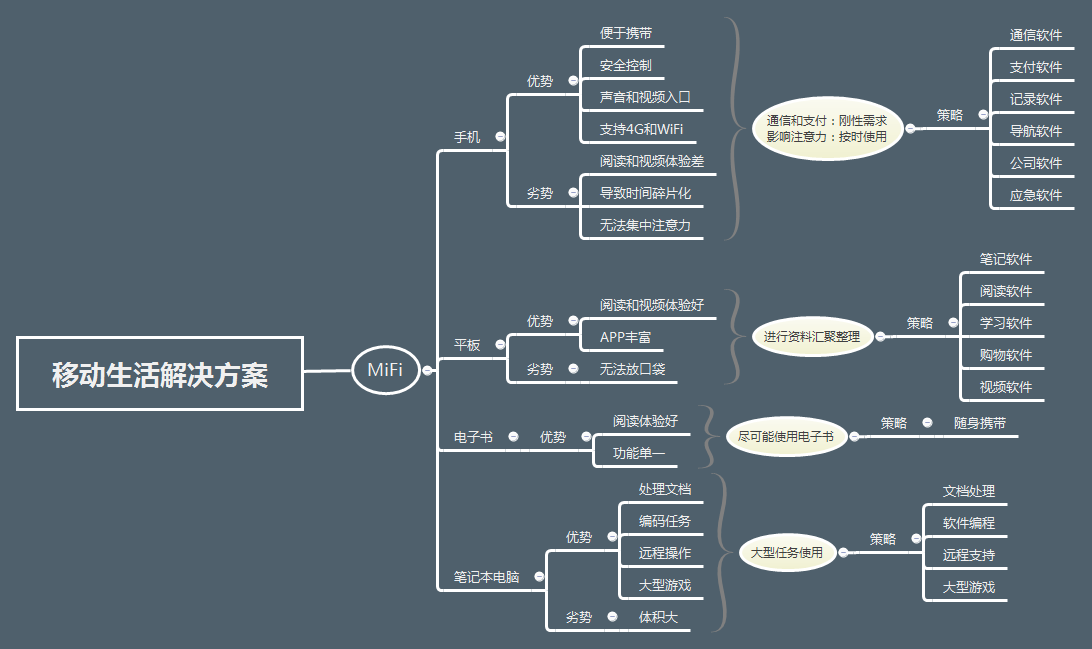 移动生活解决方案
MiFi
手机
优势
便于携带
安全控制
声音和视频入口
支持4G和WiFi
劣势
阅读和视频体验差
导致时间碎片化
无法集中注意力
通信和支付：刚性需求
影响注意力：按时使用
策略
通信软件
支付软件
记录软件
导航软件
公司软件
应急软件
平板
优势
阅读和视频体验好
APP丰富
劣势
无法放口袋
进行资料汇聚整理
策略
笔记软件
阅读软件
学习软件
购物软件
视频软件
电子书
优势
阅读体验好
功能单一
尽可能使用电子书
策略
随身携带
笔记本电脑
优势
处理文档
编码任务
远程操作
大型游戏
劣势
体积大
大型任务使用
策略
文档处理
软件编程
远程支持
大型游戏